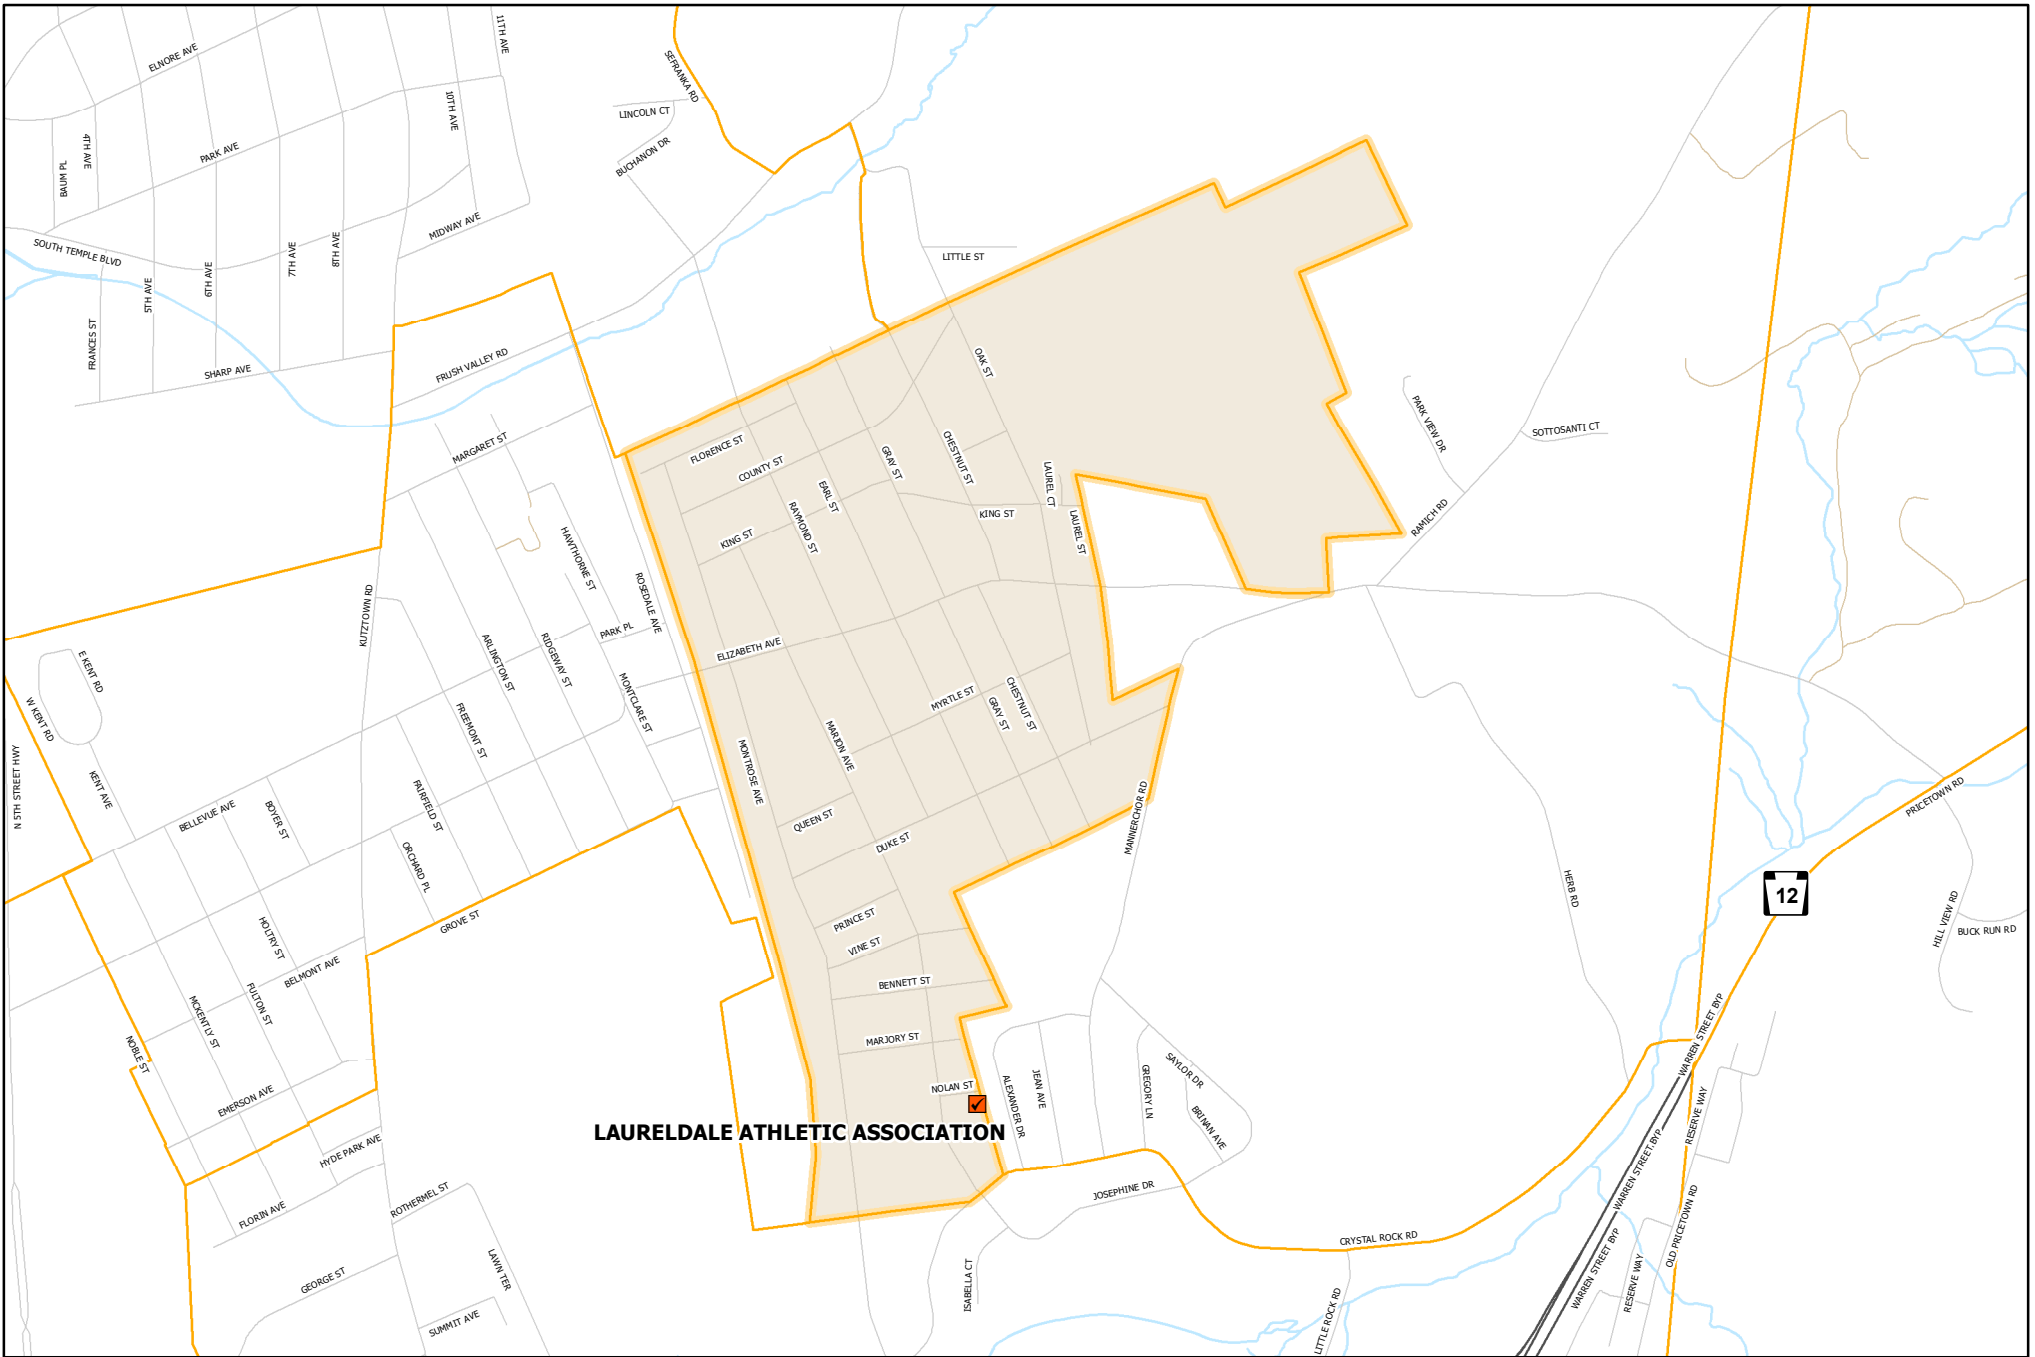 11TH AVE
ELNORE AVE
SEFRANKA RD
10TH AVE
LINCOLN CT
4TH AVE
PARK AVE
BUCHANON DR
BAUM PL
MIDWAY AVE
SOUTH TEMPLE BLVD
8TH AVE
7TH AVE
6TH AVE
5TH AVE
LITTLE ST
FRANCES ST
SHARP AVE
FRUSH VALLEY RD
OAK ST
PARK VIEW DR
SOTTOSANTI CT
MARGARET ST
FLORENCE ST
COUNTY ST
GRAY ST
CHESTNUT ST
EARL ST
LAUREL CT
RAYMOND ST
KING ST
KING ST
LAUREL ST
RAMICH RD
HAWTHORNE ST
ROSEDALE AVE
KUTZTOWN RD
PARK PL
ELIZABETH AVE
E KENT RD
W KENT RD
ARLINGTON ST
RIDGEWAY ST
MONTCLARE ST
FREEMONT ST
MYRTLE ST
GRAY ST
CHESTNUT ST
MARION AVE
MONTROSE AVE
N 5TH STREET HWY
KENT AVE
BELLEVUE AVE
BOYER ST
FAIRFIELD ST
QUEEN ST
DUKE ST
MANNERCHOR RD
PRICETOWN RD
ORCHARD PL
HERB RD
12
GROVE ST
PRINCE ST
VINE ST
HILL VIEW RD
BUCK RUN RD
HOLTRY ST
BELMONT AVE
FULTON ST
MCKENTLY ST
BENNETT ST
NOBLE ST
MARJORY ST
WARREN STREET BYP
SAYLOR DR
NOLAN ST
ALEXANDER DR
JEAN AVE
GREGORY LN
BRINAN AVE
EMERSON AVE
RESERVE WAY
LAURELDALE ATHLETIC ASSOCIATION
HYDE PARK AVE
WARREN STREET BYP
ROTHERMEL ST
JOSEPHINE DR
FLORIN AVE
CRYSTAL ROCK RD
OLD PRICETOWN RD
LAWN TER
GEORGE ST
ISABELLA CT
WARREN STREET BYP
RESERVE WAY
SUMMIT AVE
LITTLE ROCK RD